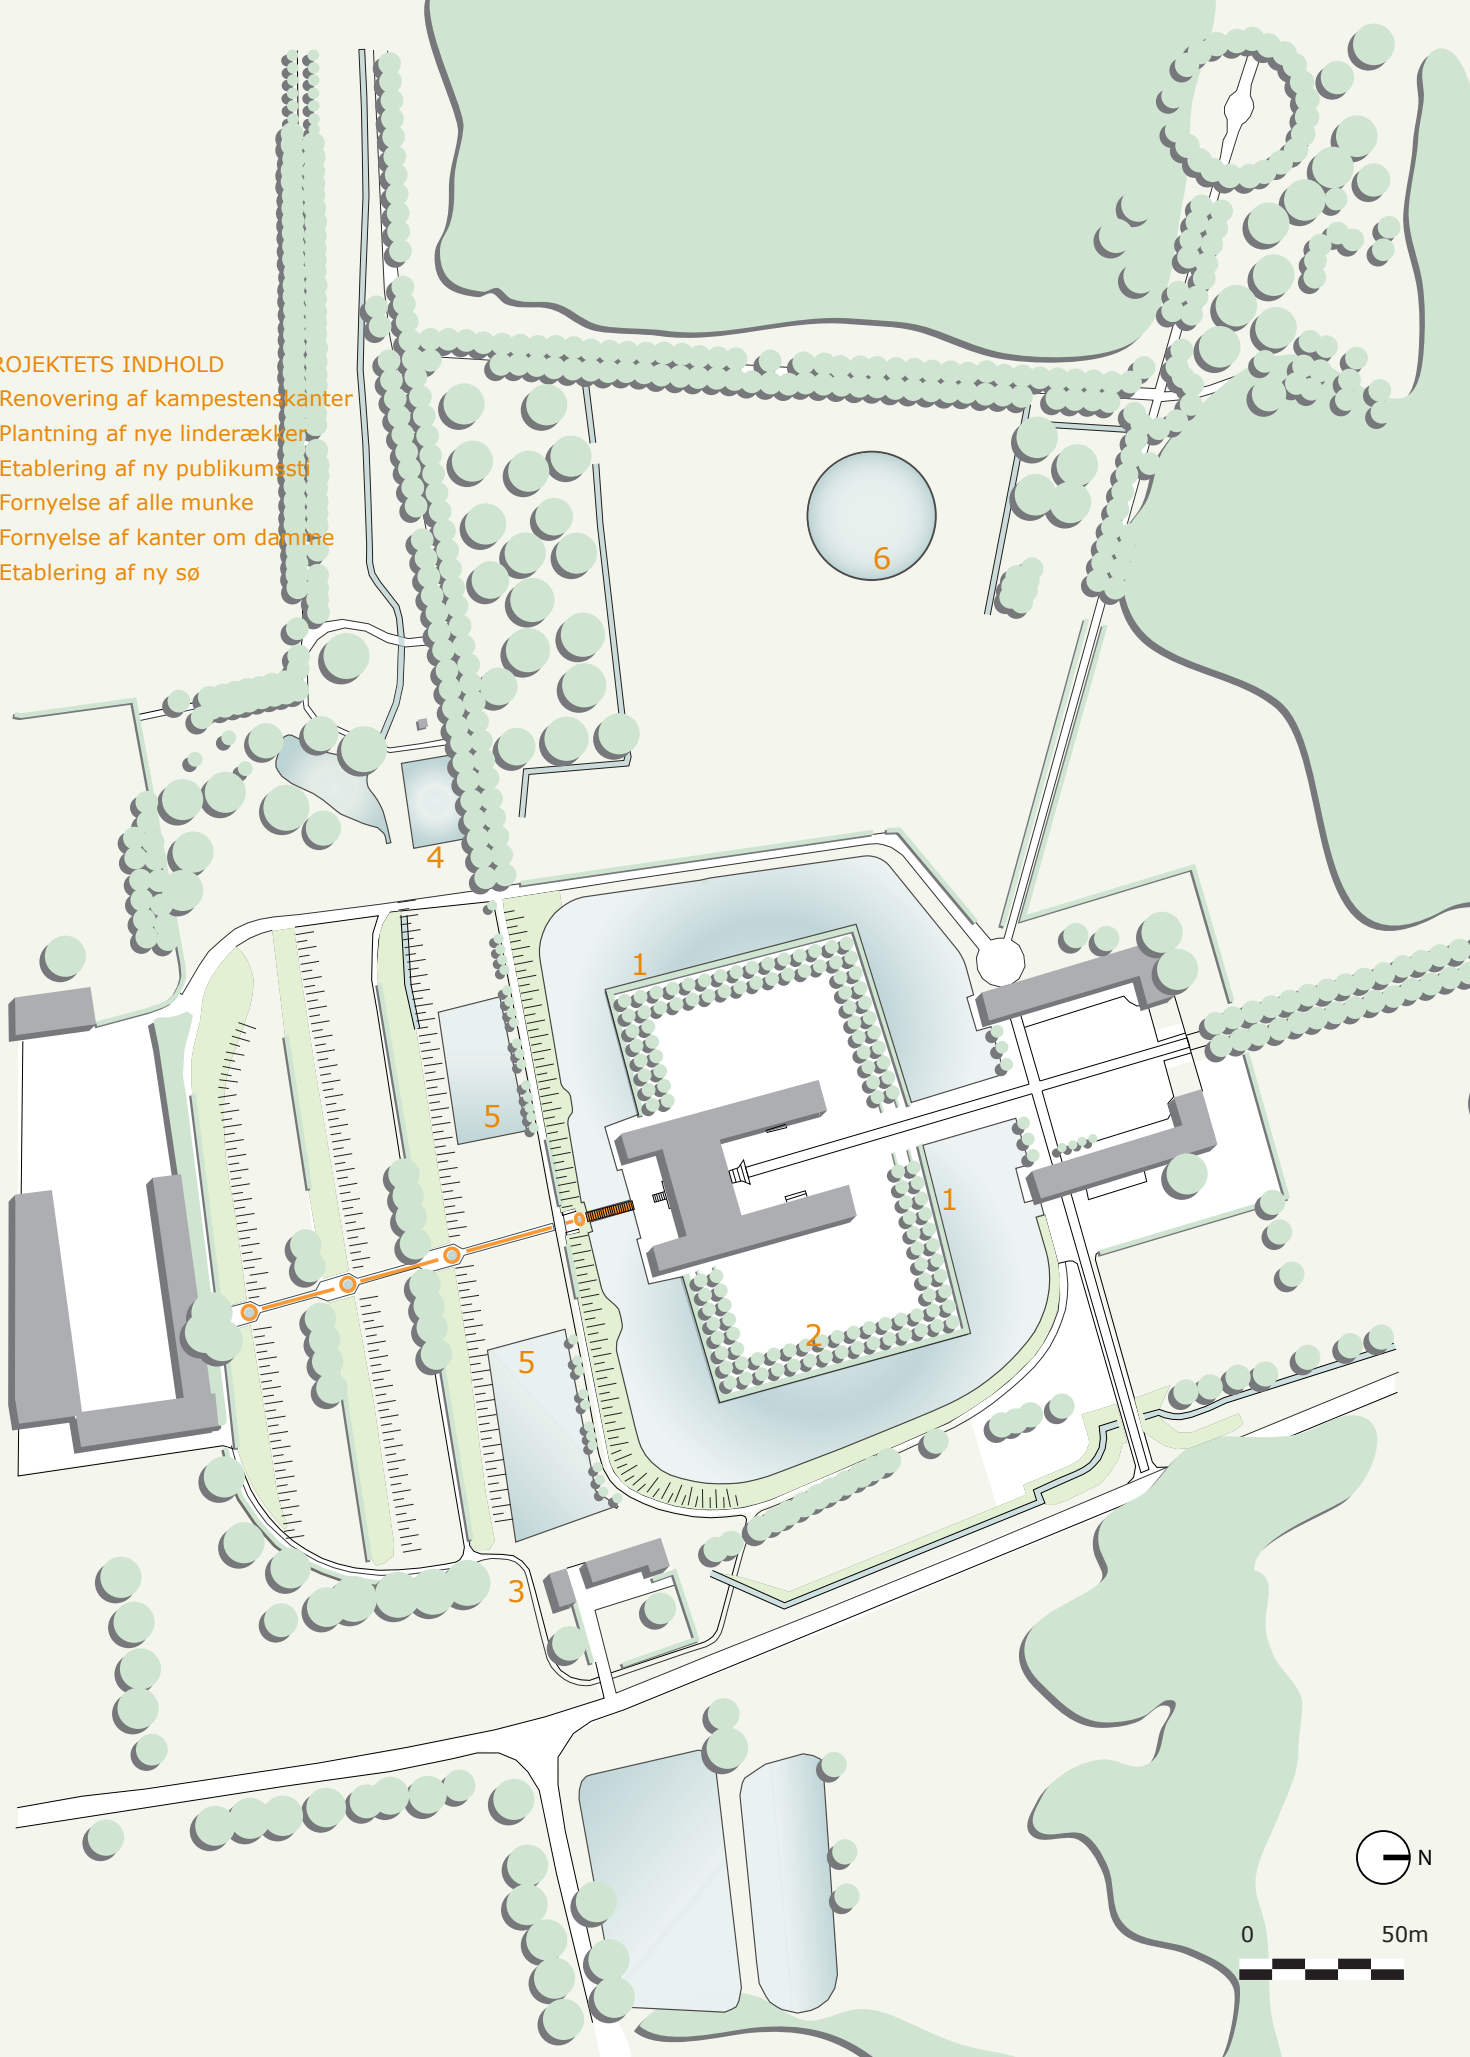 ROJEKTETS INDHOLD
Renovering af kampestenskanter
Plantning af nye linderækker
Etablering af ny publikumssti
Fornyelse af alle munke
Fornyelse af kanter om damme
Etablering af ny sø
6
4
1
5
1
2
5
3
N
0 50m